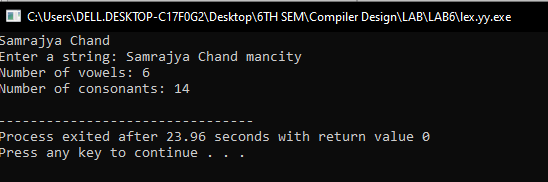 C:\Users\DELL.DESKTOP-C17F0G2\Desktop\6TH SEM\Compiler Design\LAB\LAB6\lex.yy.exe
Samrajya Chand
Enter a string: Samrajya Chand mancity
Number of vowels: 6
Number of consonants: 14
--------------------------------
Process exited after 23.96 seconds with return value 0
Press any key to continue . . .